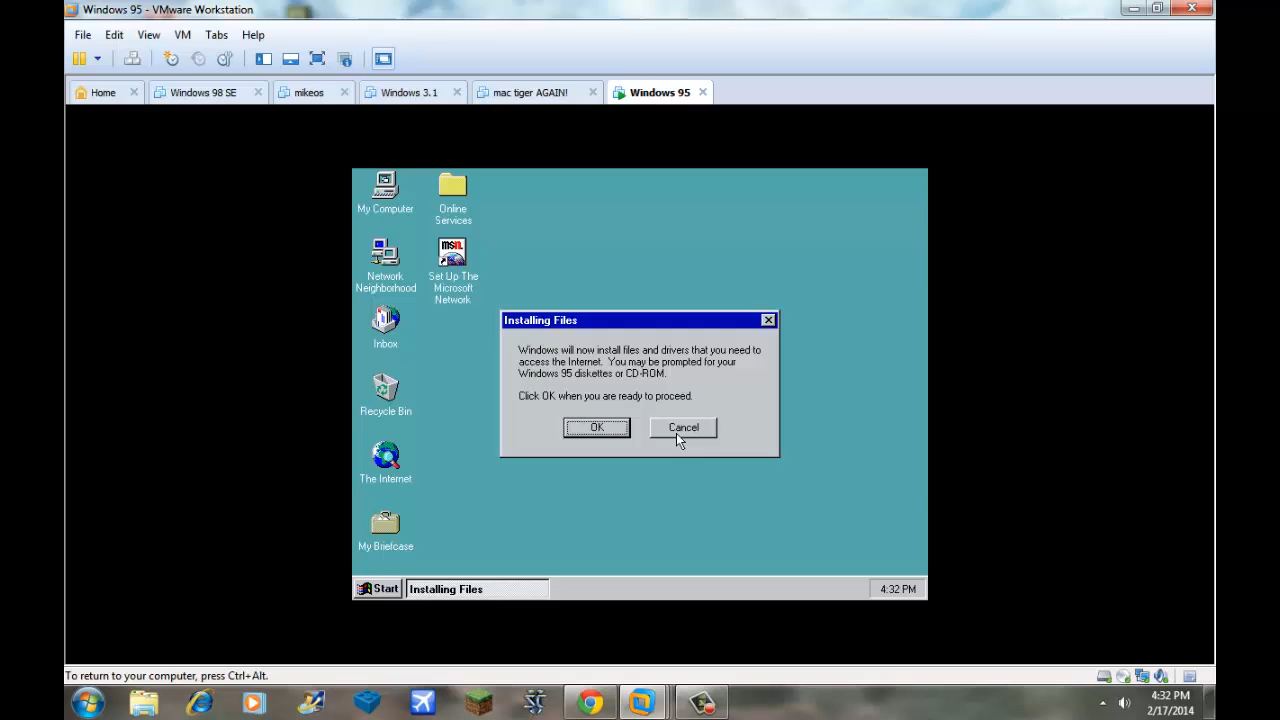 Windows 95 - VMware Workstation
File Edit View VM Tabs Help
Home Windows 98 SE mikeos Windows 3.1 mac tiger AGAIN! Windows 95
My Computer
Online
Services
Network
Neighborhood
msn.
Set Up The
Microsoft
Network
Inbox
Recycle Bin
The Internet
My Briefcase
Installing Files
Windows will now install files and drivers that you need to
access the Internet. You may be prompted for your
Windows 95 diskettes or CD-ROM.
Click OK when you are ready to proceed.
OK Cancel
Start Installing Files 4:32 PM
To return to your computer, press Ctrl+Alt.
4:32 PM
2/17/2014